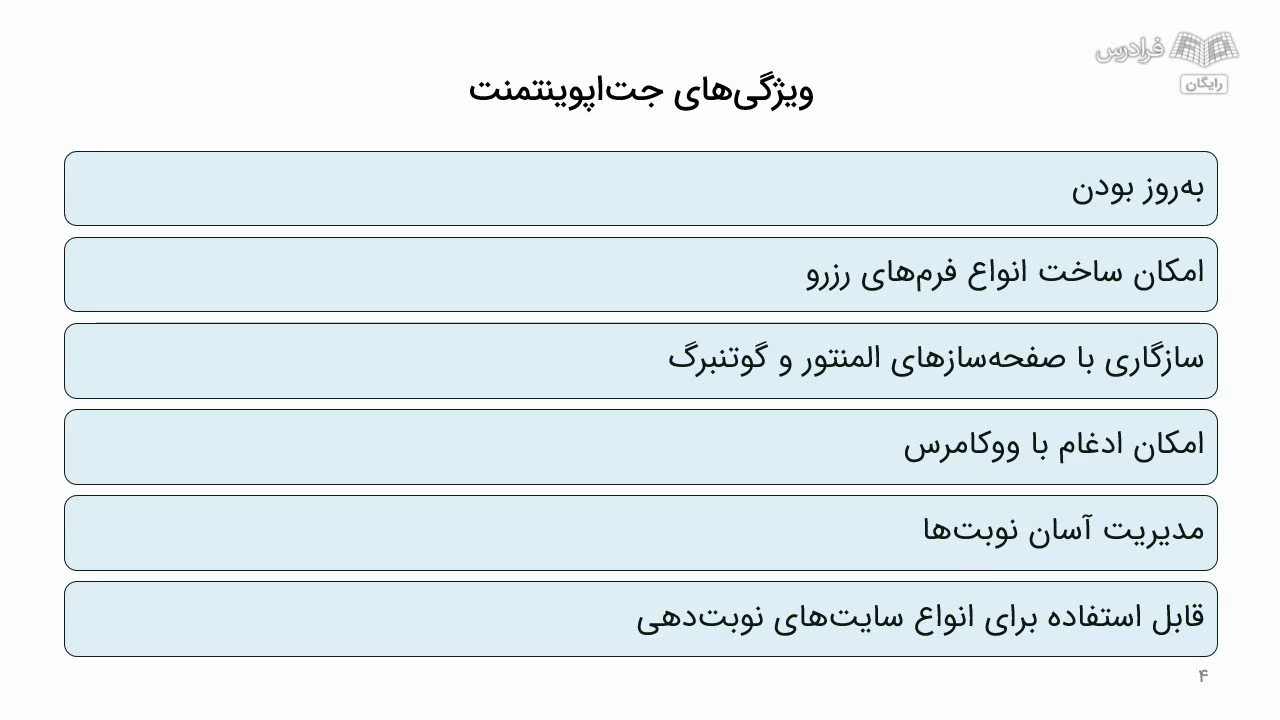 فرادرس
رایگان
ویژگی‌های جت‌اپوینتمنت
به‌روز بودن
امکان ساخت انواع فرم‌های رزرو
سازگاری با صفحه‌سازهای المنتور و گوتنبرگ
امکان ادغام با ووکامرس
مدیریت آسان نوبت‌ها
قابل استفاده برای انواع سایت‌های نوبت‌دهی
۴